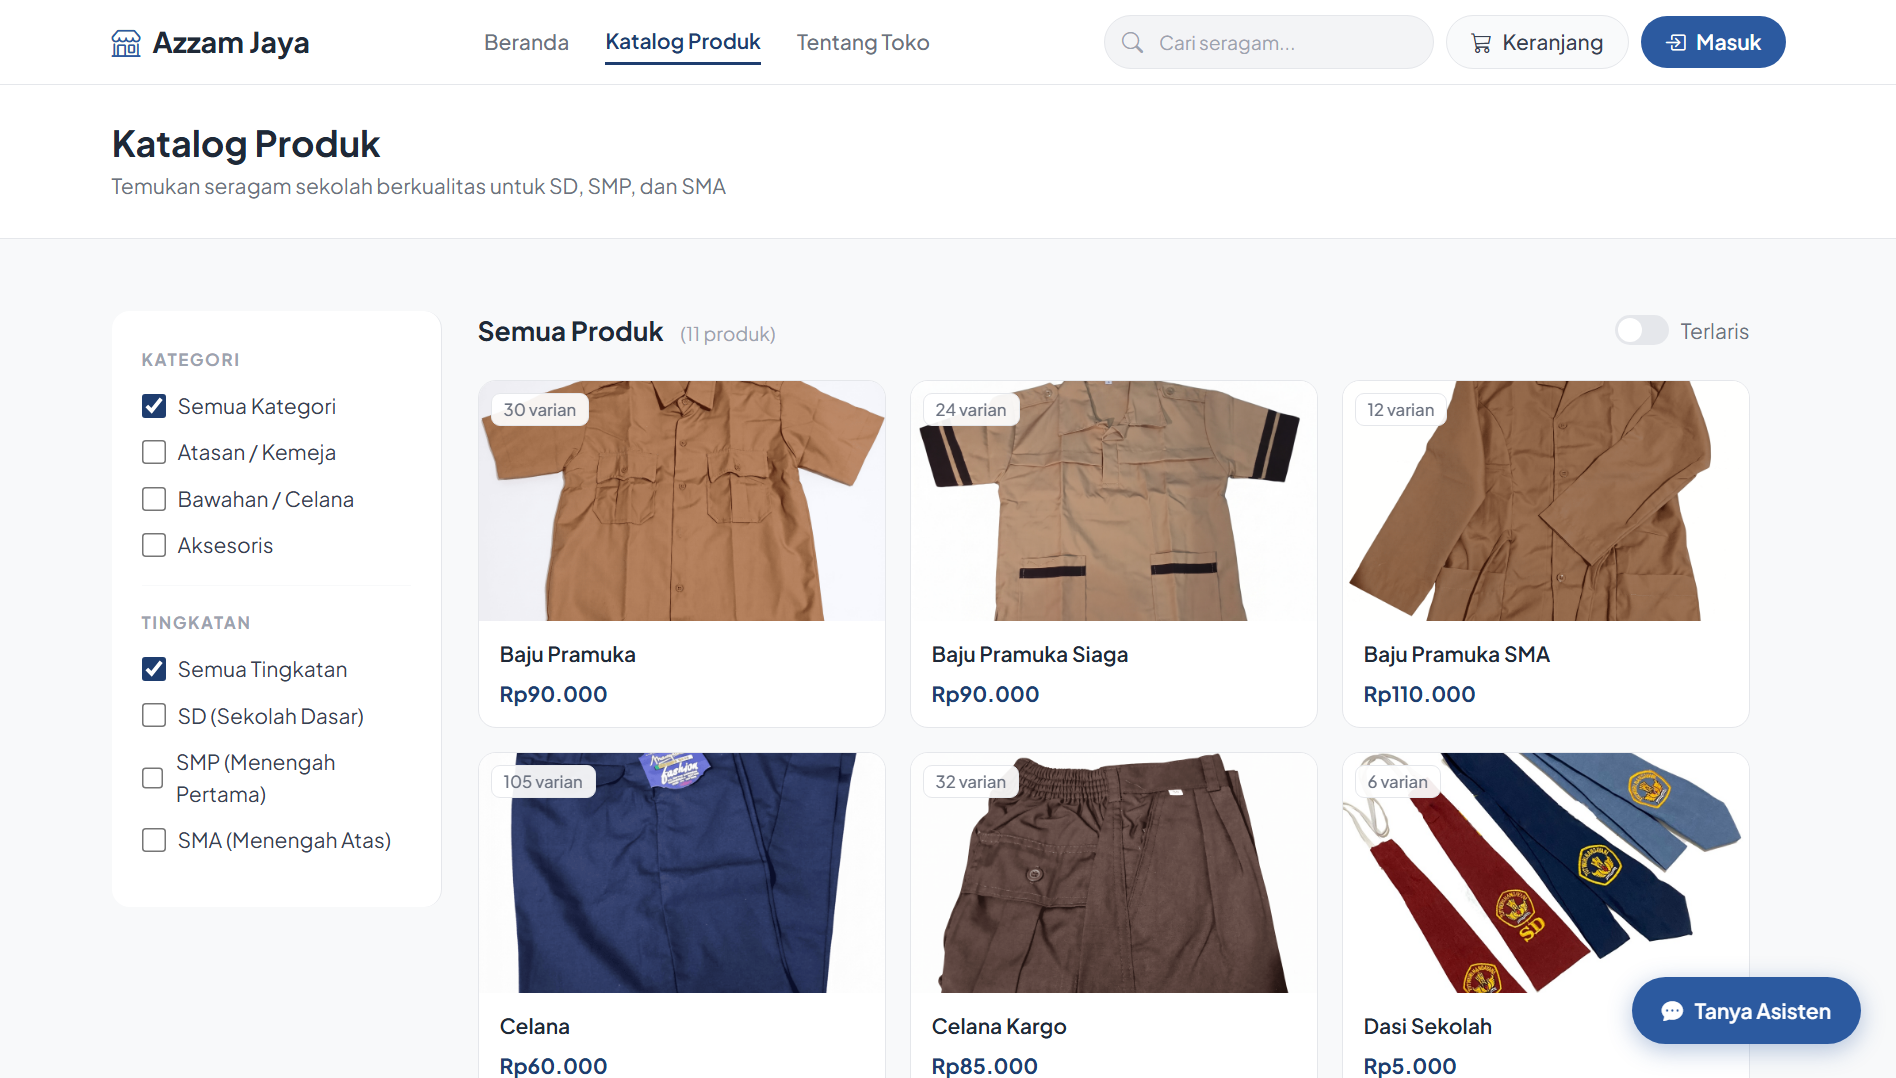 Azzam Jaya
Beranda
Katalog Produk
Tentang Toko
Cari seragam...
Keranjang
Masuk
Katalog Produk
Temukan seragam sekolah berkualitas untuk SD, SMP, dan SMA
KATEGORI
Semua Kategori
Atasan / Kemeja
Bawahan / Celana
Aksesoris
TINGKATAN
Semua Tingkatan
SD (Sekolah Dasar)
SMP (Menengah
Pertama)
SMA (Menengah Atas)
Semua Produk (11 produk)
Terlaris
30 varian
Baju Pramuka
Rp90.000
24 varian
Baju Pramuka Siaga
Rp90.000
12 varian
Baju Pramuka SMA
Rp110.000
105 varian
fashion
Celana
Rp60.000
32 varian
Celana Kargo
Rp85.000
6 varian
SD
Dasi Sekolah
Rp5.000
Tanya Asisten